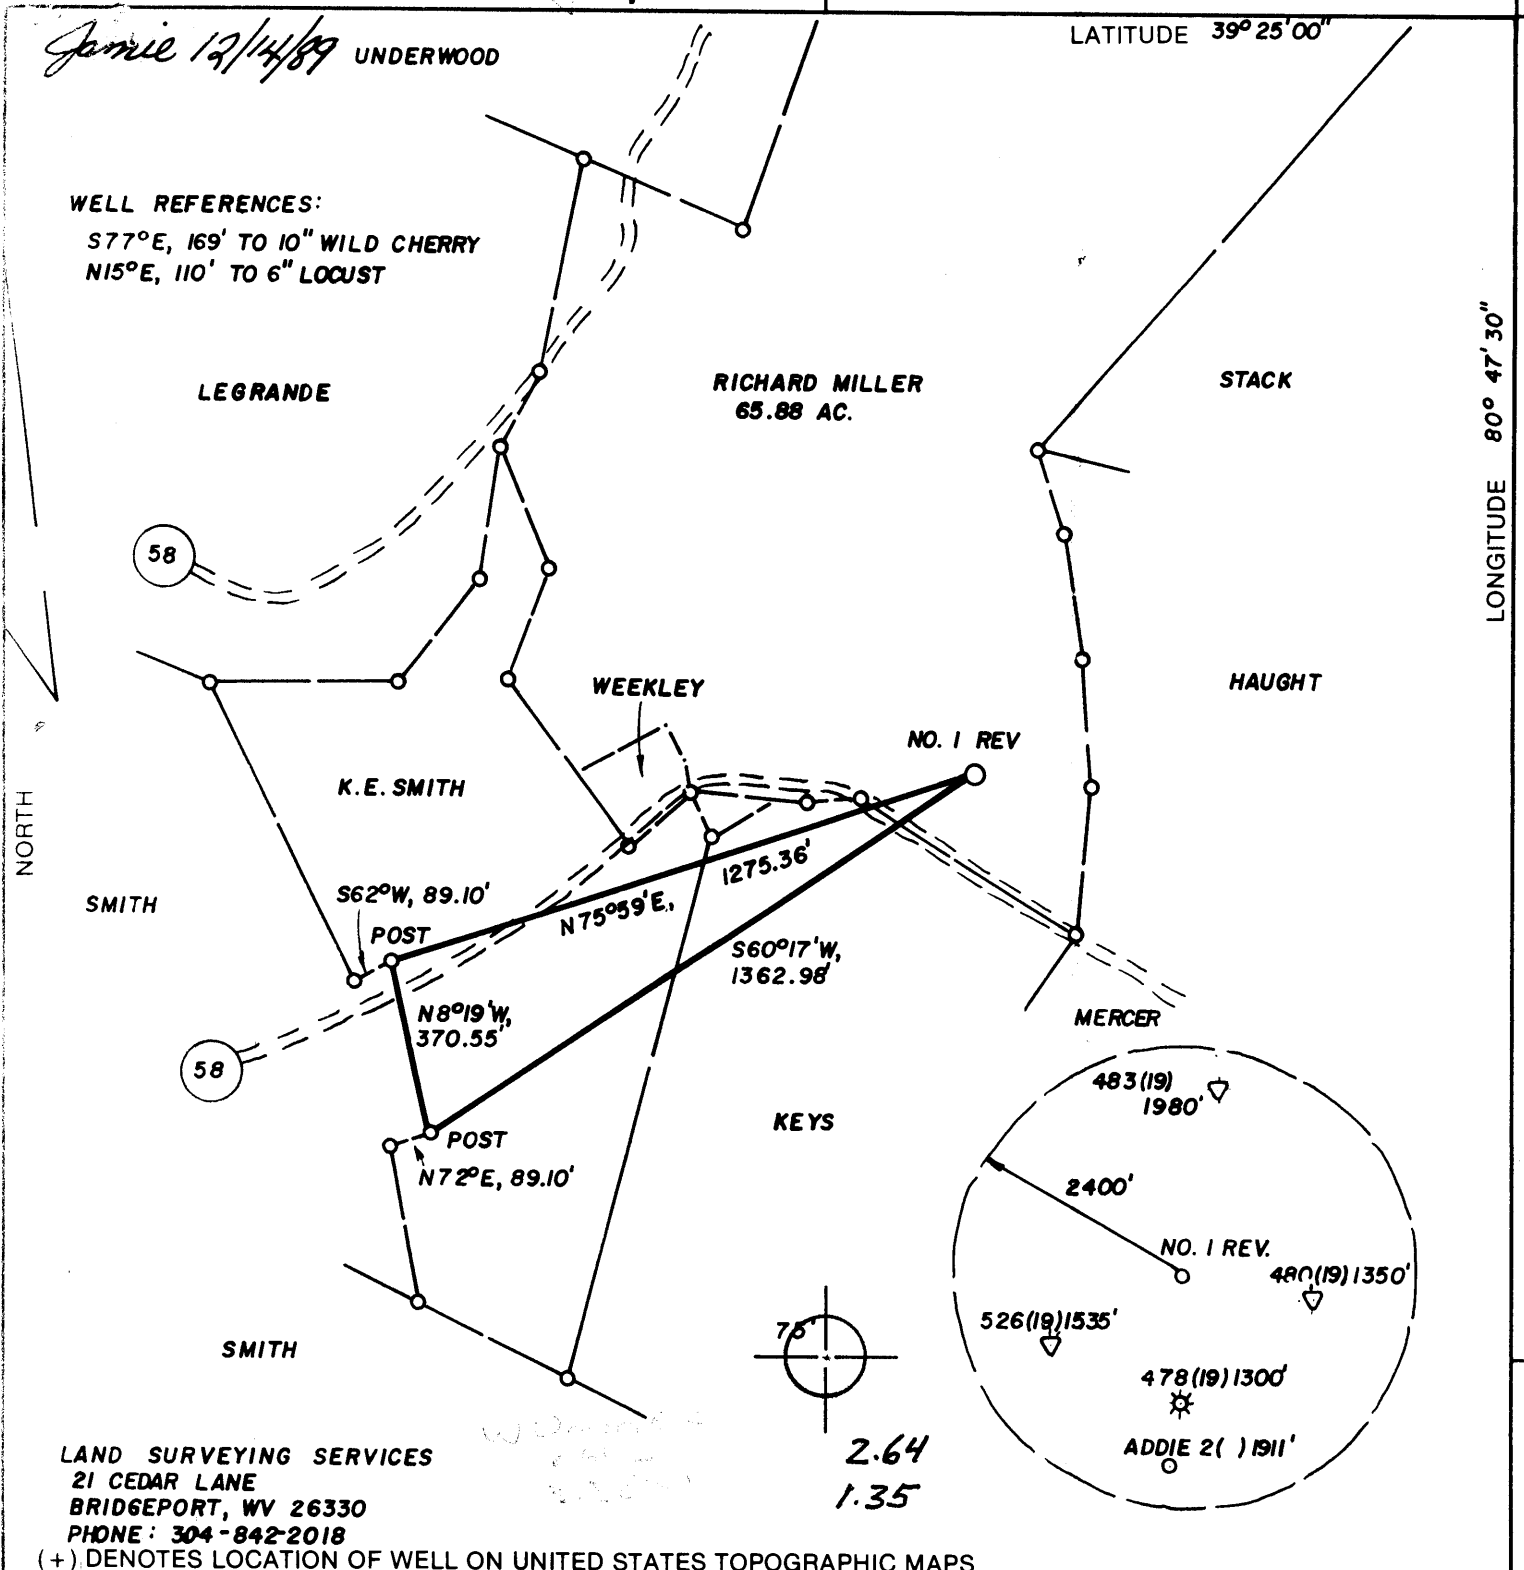 Jamie 12/14/89 UNDERWOOD
LATITUDE 39° 25' 00"
WELL REFERENCES:
S77°E, 169' TO 10" WILD CHERRY
N15°E, 110' TO 6" LOCUST
LEGRANDE
RICHARD MILLER
65.88 AC.
STACK
LONGITUDE 80° 47' 30"
58
WEEKLEY
HAUGHT
NO. 1 REV
K.E. SMITH
NORTH
SMITH
S62°W, 89.10'
POST
N75°59'E,
1275.36'
S60°17'W,
1362.98'
N8°19'W,
370.55'
58
MERCER
POST
N72°E, 89.10'
KEYS
483(19)
1980'
2400'
NO. 1 REV.
480(19)1350'
526(19)1535'
478(19)1300'
ADDIE 2( )1911'
SMITH
75'
2.64
1.35
LAND SURVEYING SERVICES
21 CEDAR LANE
BRIDGEPORT, WV 26330
PHONE: 304-842-2018
(+) DENOTES LOCATION OF WELL ON UNITED STATES TOPOGRAPHIC MAPS